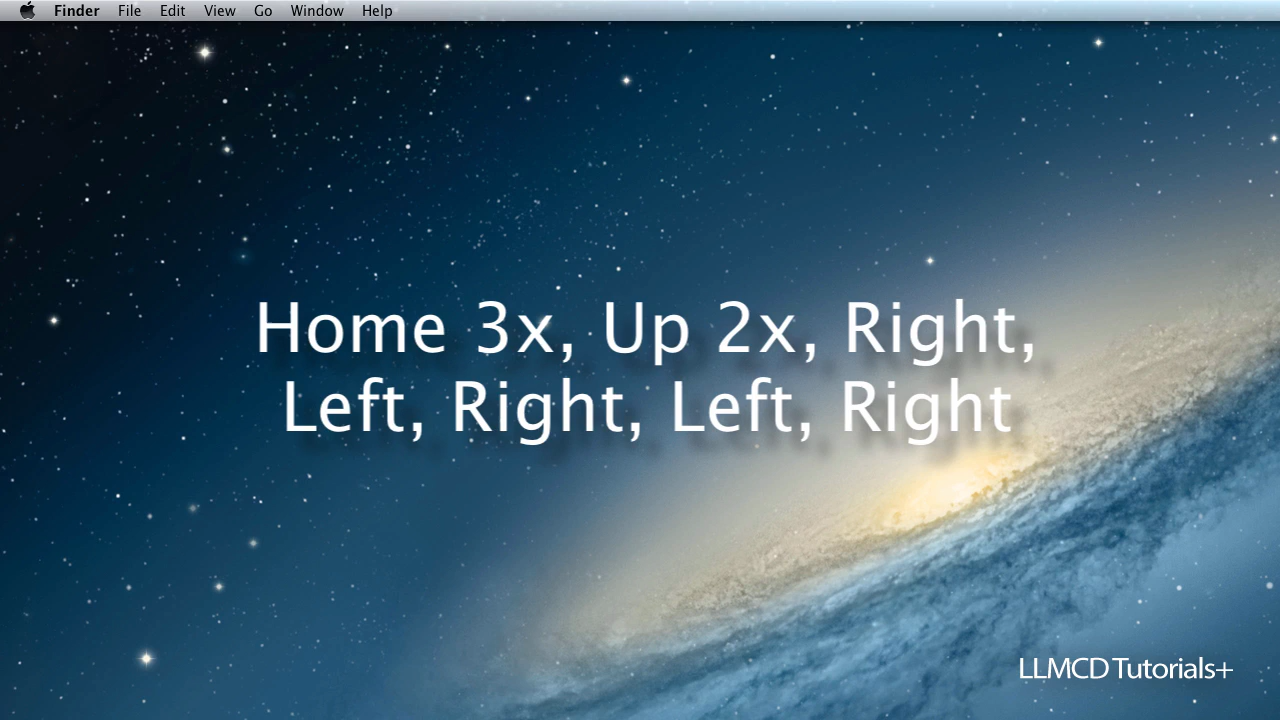 Finder File Edit View Go Window Help
Home 3x, Up 2x, Right,
Left, Right, Left, Right
LLMCD Tutorials+